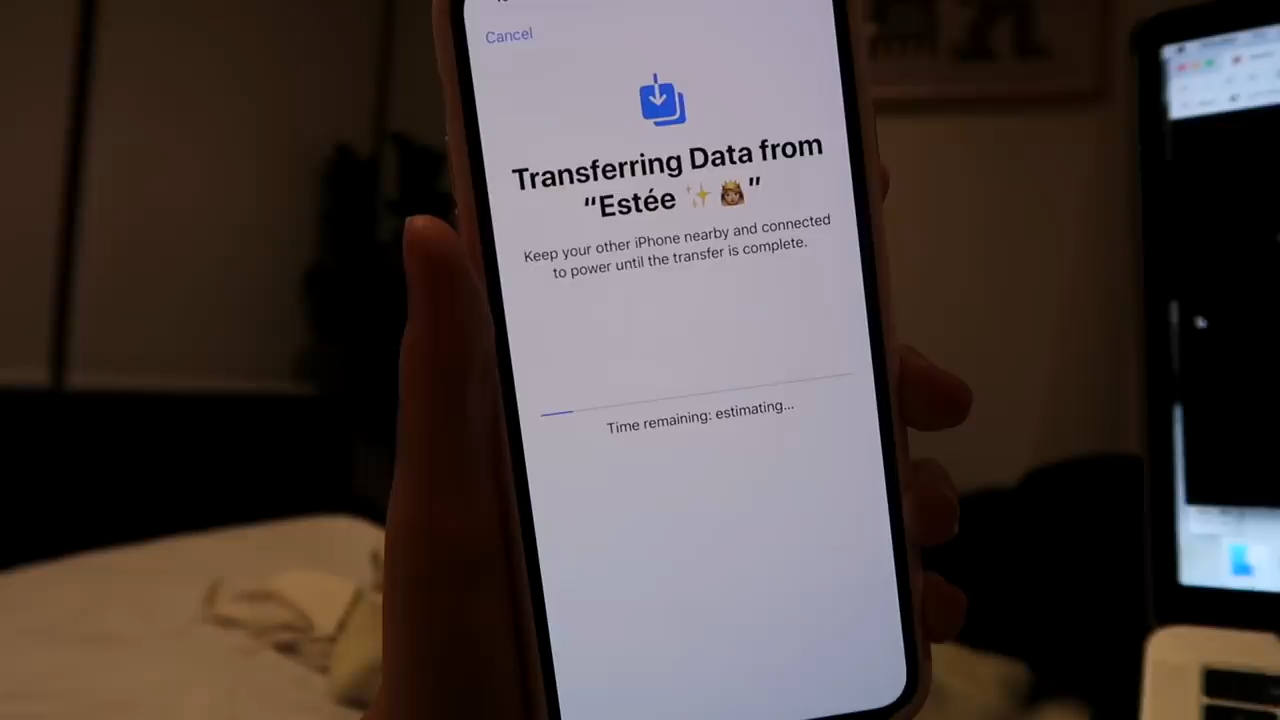 Cancel
Transferring Data from
“Estée ✨👸🏽”
Keep your other iPhone nearby and connected
to power until the transfer is complete.
Time remaining: estimating...